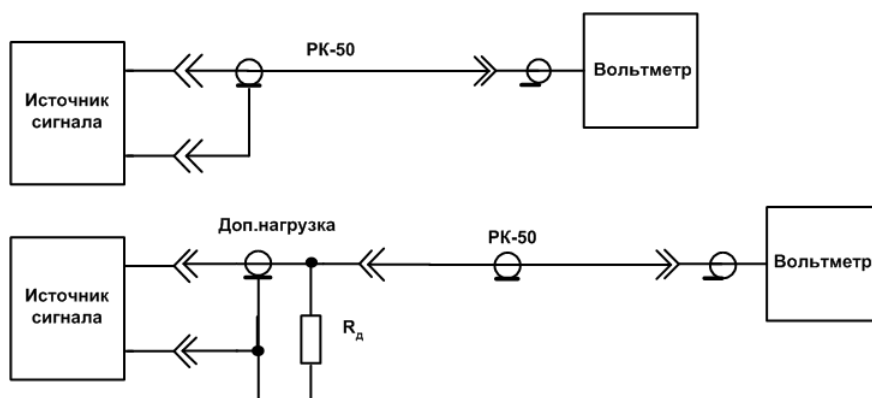 РК-50
Источник
сигнала
Вольтметр
Доп.нагрузка
РК-50
Источник
сигнала
Вольтметр
Rд